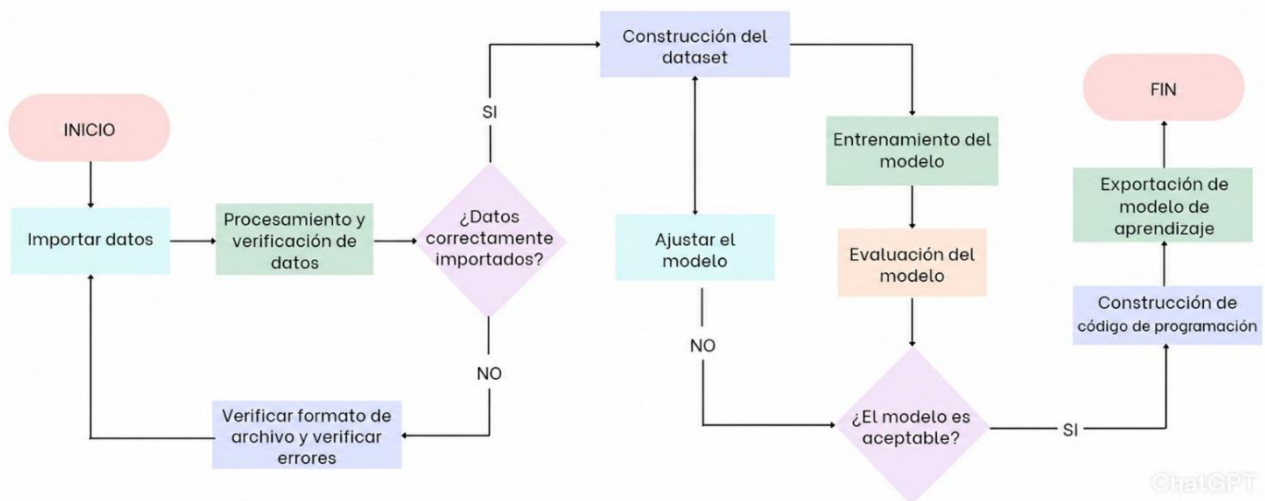 INICIO
Importar datos
Procesamiento y
verificación de
datos
¿Datos
correctamente
importados?
SI
NO
Verificar formato de
archivo y verificar
errores
Construcción del
dataset
Ajustar el
modelo
NO
Entrenamiento del
modelo
Evaluación del
modelo
¿El modelo es
aceptable?
SI
Construcción de
código de programación
Exportación de
modelo de
aprendizaje
FIN
ChatGPT